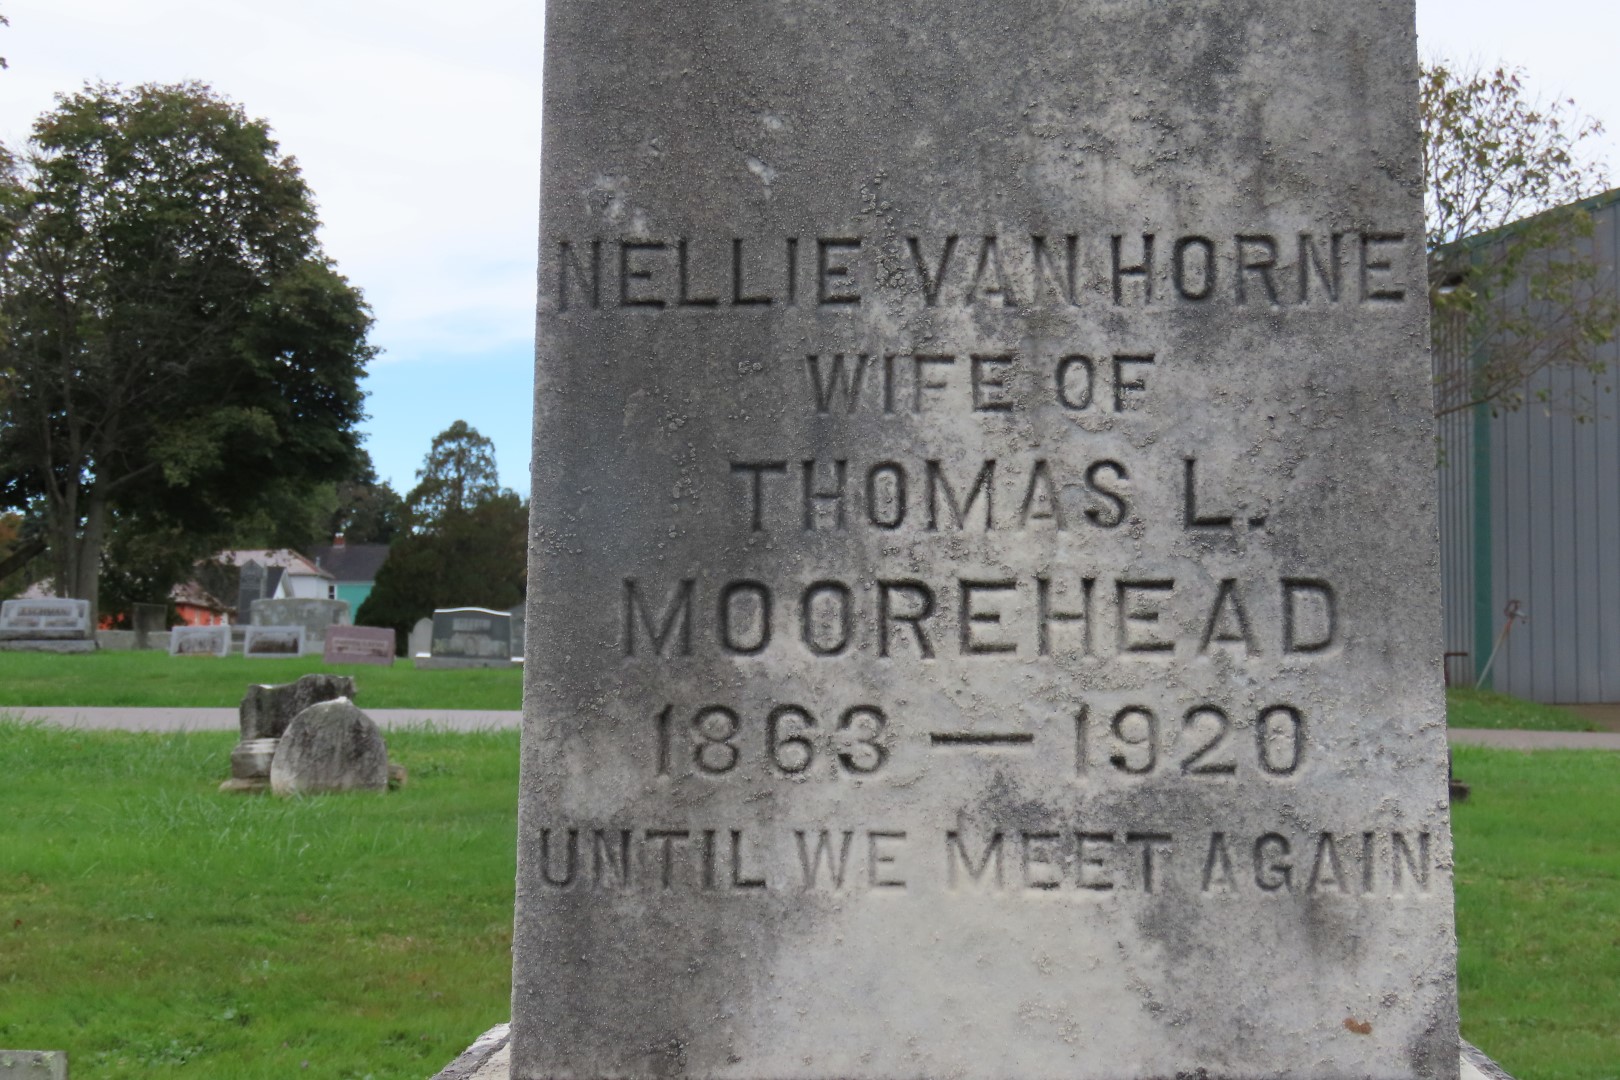 NELLIE VAN HORNE
WIFE OF
THOMAS L.
MOOREHEAD
1863 — 1920
UNTIL WE MEET AGAIN